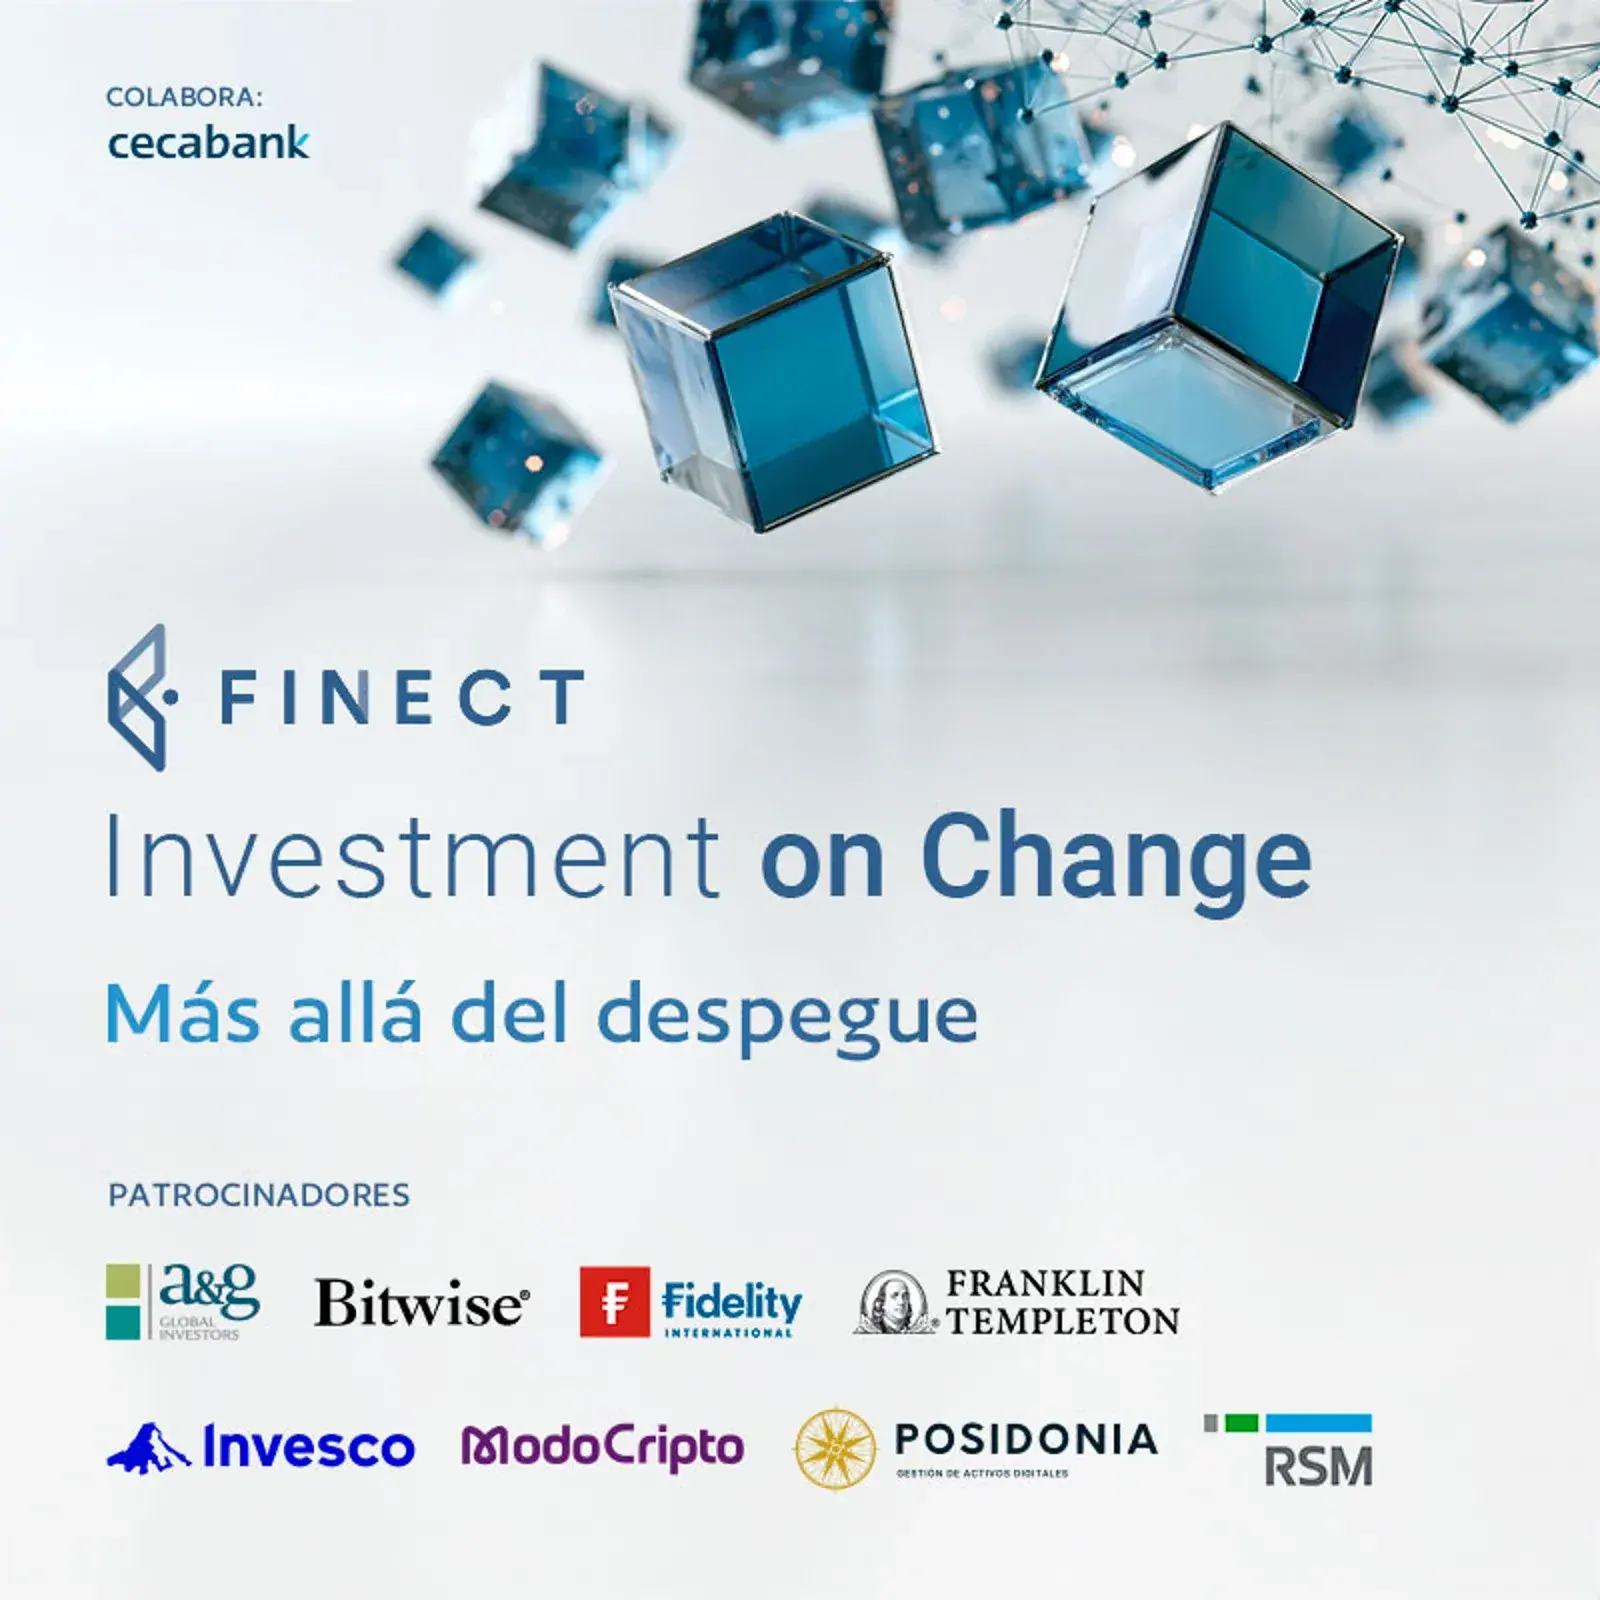 COLABORA:
cecabank
FINECT
Investment on Change
Más allá del despegue
PATROCINADORES
a&g
GLOBAL
INVESTORS
Bitwise®
Fidelity
INTERNATIONAL
FRANKLIN
TEMPLETON
Invesco
ModoCripto
POSIDONIA
GESTIÓN DE ACTIVOS DIGITALES
RSM